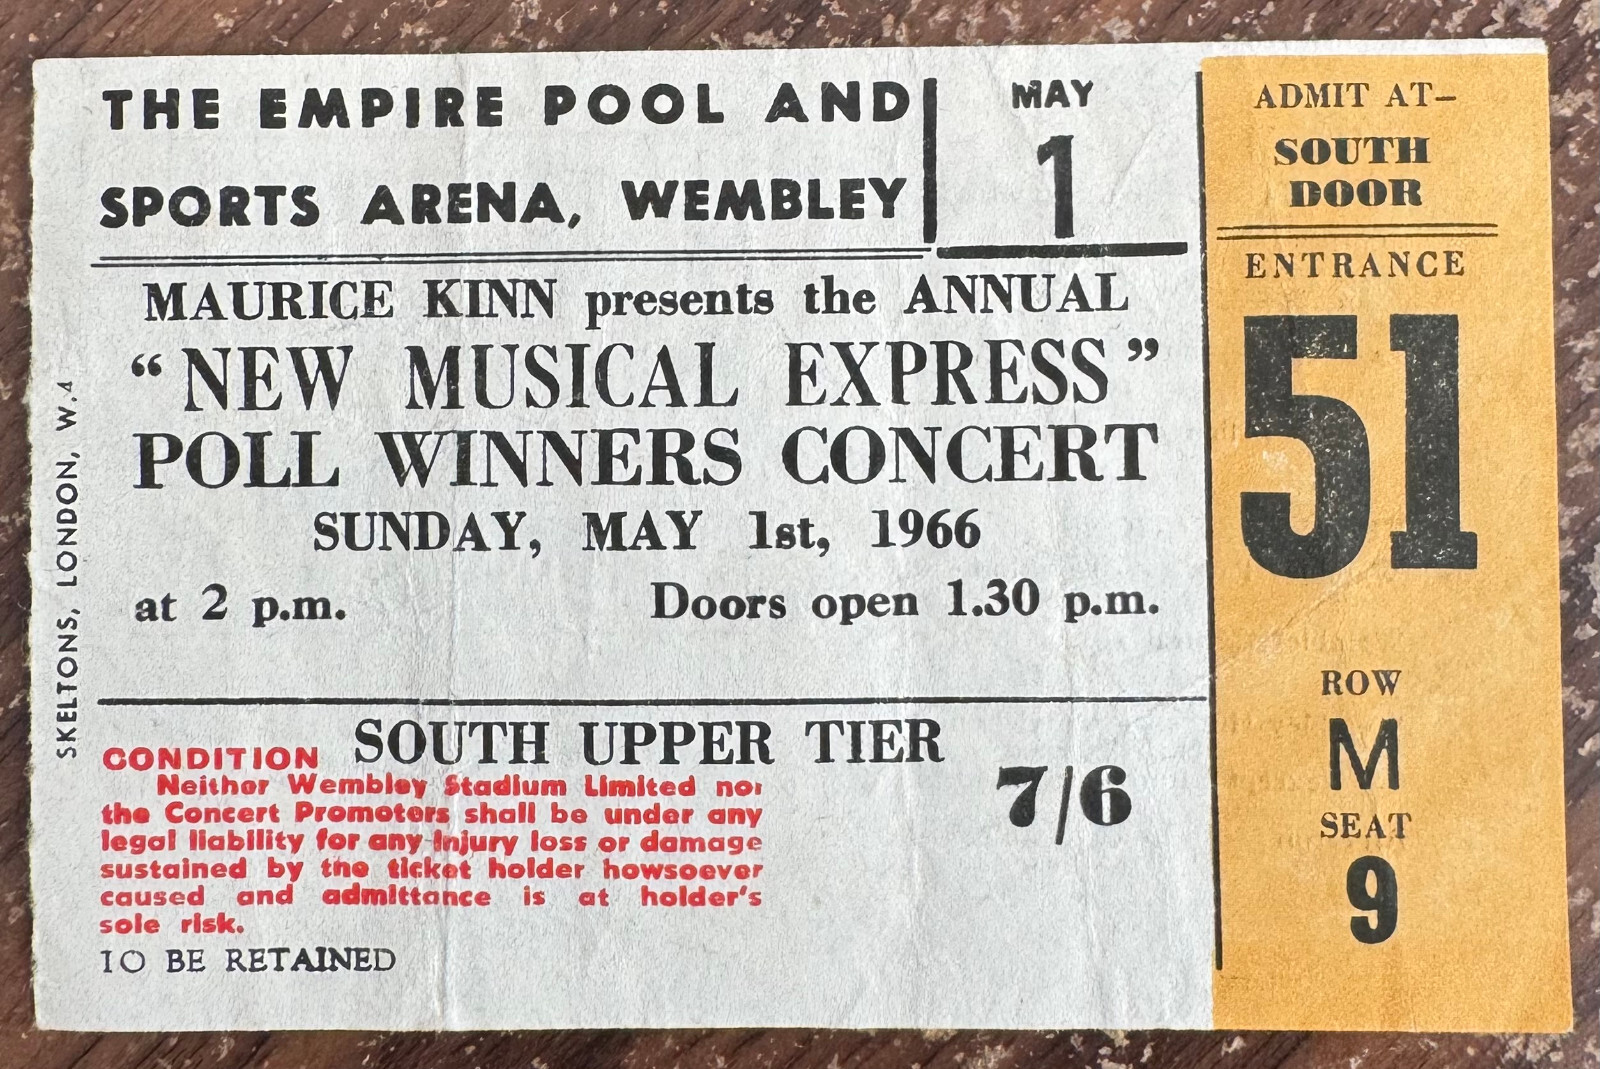 THE EMPIRE POOL AND
SPORTS ARENA, WEMBLEY
MAY
1
MAURICE KINN presents the ANNUAL
“NEW MUSICAL EXPRESS”
POLL WINNERS CONCERT
SUNDAY, MAY 1st, 1966
at 2 p.m. Doors open 1.30 p.m.
SOUTH UPPER TIER
7/6
CONDITION
Neither Wembley Stadium Limited nor
the Concert Promoters shall be under any
legal liability for any injury loss or damage
sustained by the ticket holder howsoever
caused and admittance is at holder's
sole risk.
TO BE RETAINED
SKELTONS, LONDON, W.4
ADMIT AT—
SOUTH
DOOR
ENTRANCE
51
ROW
M
SEAT
9